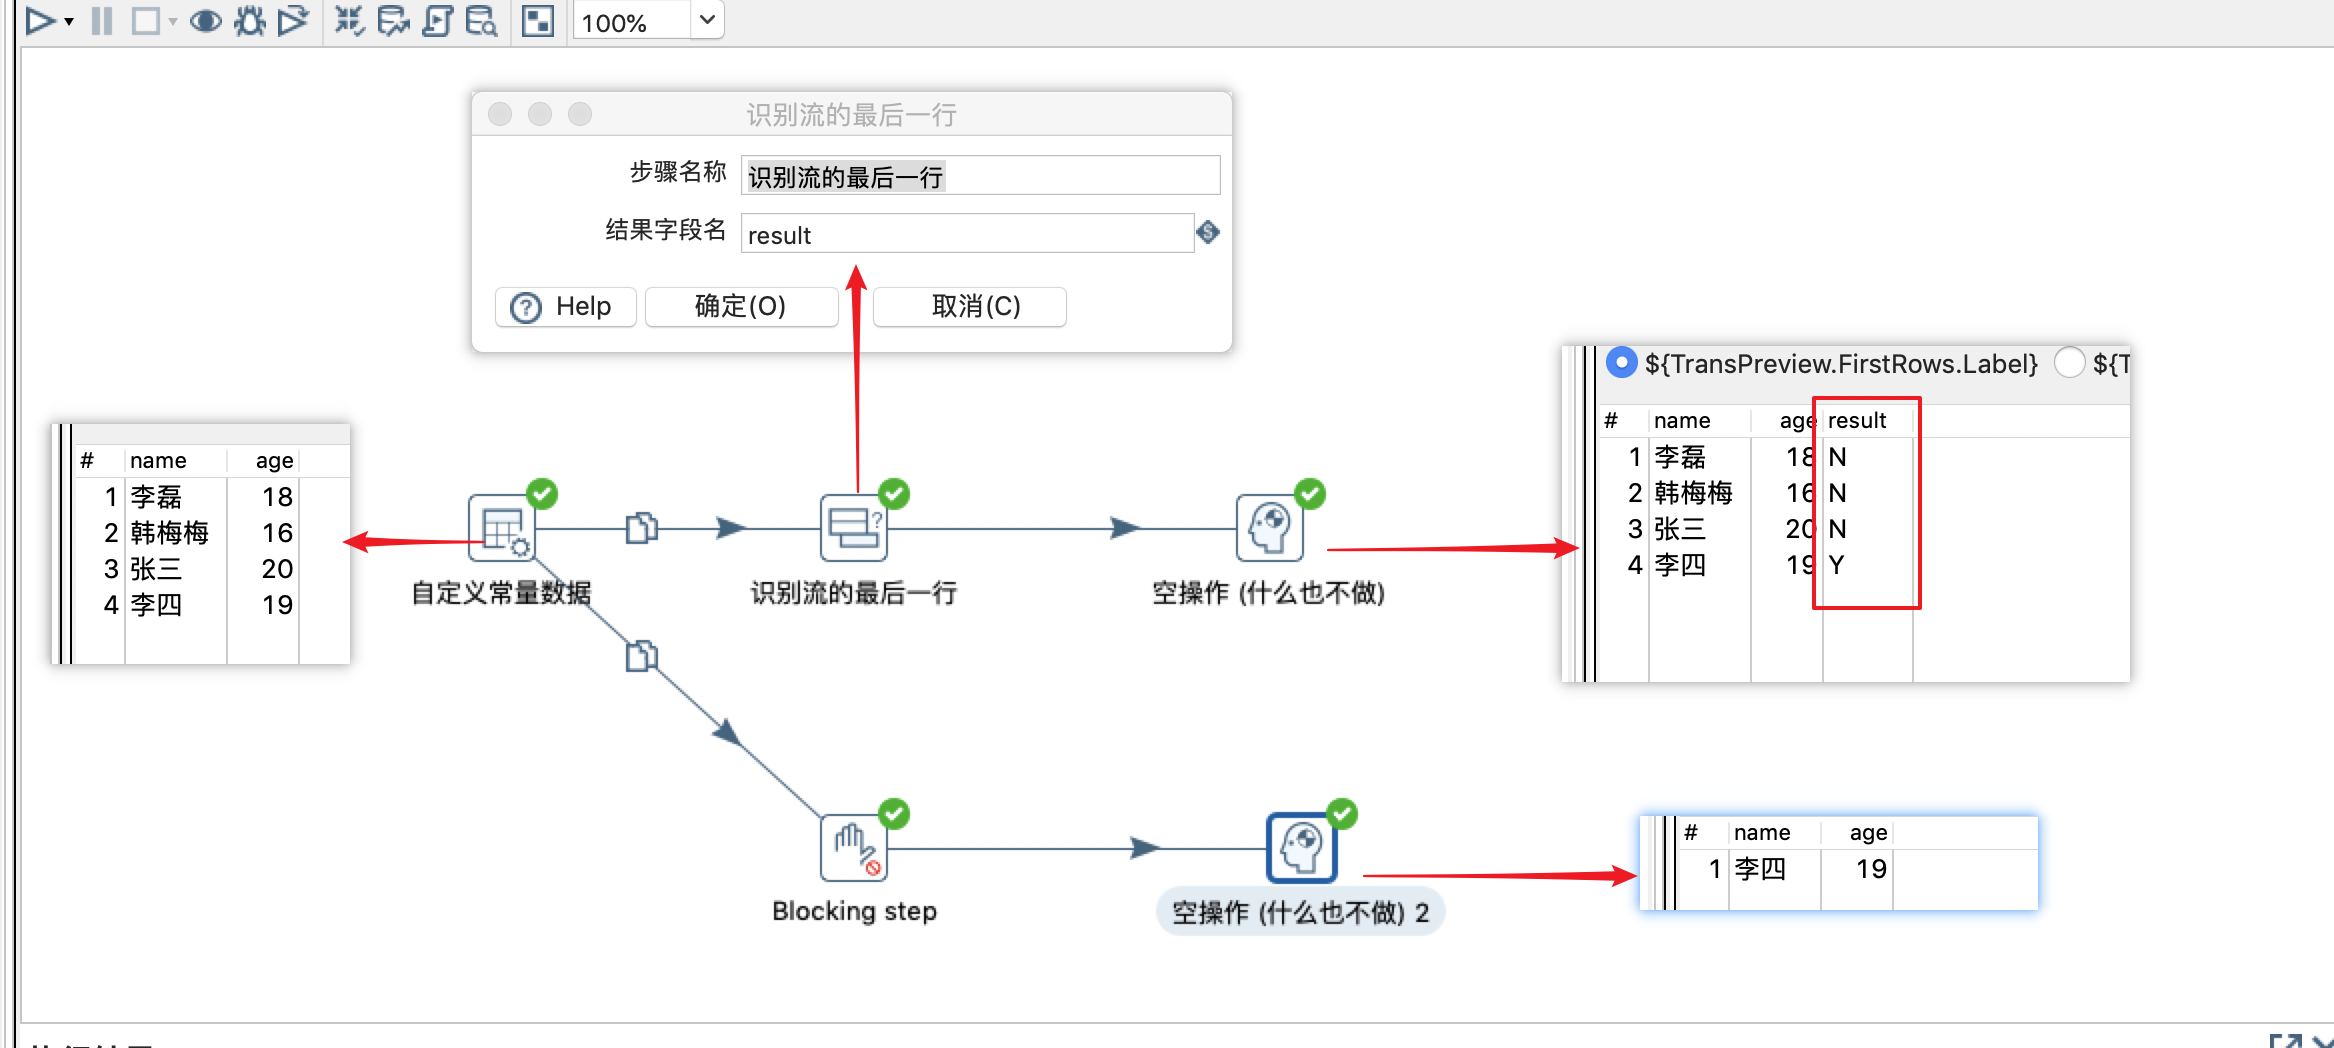 100%
识别流的最后一行
步骤名称 识别流的最后一行
结果字段名 result
Help 确定(O) 取消(C)
# name age
1 李磊 18
2 韩梅梅 16
3 张三 20
4 李四 19
自定义常量数据
识别流的最后一行
空操作 (什么也不做)
${TransPreview.FirstRows.Label} ${T
# name age result
1 李磊 18 N
2 韩梅梅 16 N
3 张三 20 N
4 李四 19 Y
Blocking step
空操作 (什么也不做) 2
# name age
1 李四 19